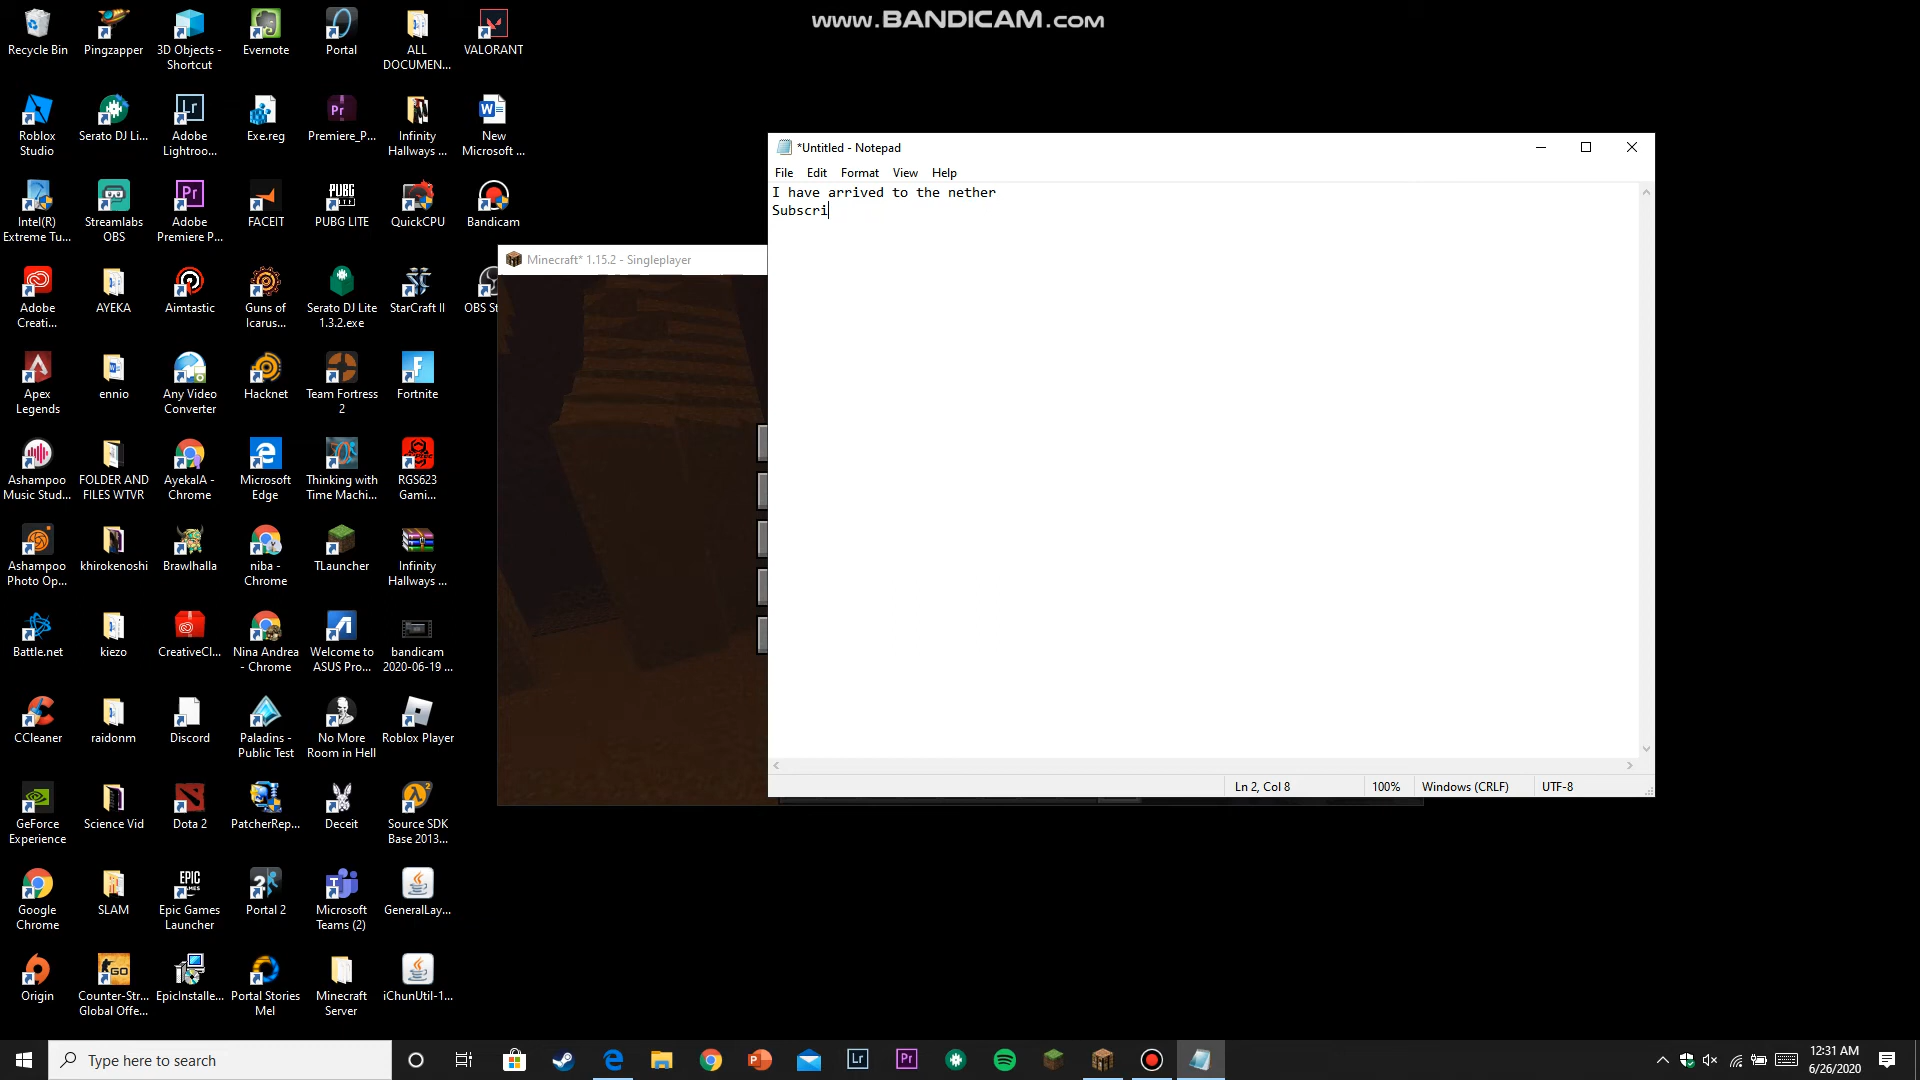 www.BANDICAM.com
Recycle Bin
Pingzapper
3D Objects -
Shortcut
Evernote
Portal
ALL
DOCUMEN...
VALORANT
Roblox
Studio
Serato DJ Li...
Adobe
Lightroo...
Exe.reg
Premiere_P...
Infinity
Hallways ...
New
Microsoft ...
Intel(R)
Extreme Tu...
Streamlabs
OBS
Adobe
Premiere P...
FACEIT
PUBG LITE
QuickCPU
Bandicam
Adobe
Creati...
AYEKA
Aimtastic
Guns of
Icarus...
Serato DJ Lite
1.3.2.exe
StarCraft II
OBS St
Apex
Legends
ennio
Any Video
Converter
Hacknet
Team Fortress
2
Fortnite
Ashampoo
Music Stud...
FOLDER AND
FILES WTVR
AyekaIA -
Chrome
Microsoft
Edge
Thinking with
Time Machi...
RGS623
Gami...
Ashampoo
Photo Op...
khirokenoshi
Brawlhalla
niba -
Chrome
TLauncher
Infinity
Hallways ...
Battle.net
kiezo
CreativeCl...
Nina Andrea
- Chrome
Welcome to
ASUS Pro...
bandicam
2020-06-19 ...
CCleaner
raidonm
Discord
Paladins -
Public Test
No More
Room in Hell
Roblox Player
GeForce
Experience
Science Vid
Dota 2
PatcherRep...
Deceit
Source SDK
Base 2013...
Google
Chrome
SLAM
Epic Games
Launcher
Portal 2
Microsoft
Teams (2)
GeneralLay...
Origin
Counter-Str...
Global Offe...
EpicInstalle...
Portal Stories
Mel
Minecraft
Server
iChunUtil-1...
Minecraft* 1.15.2 - Singleplayer
*Untitled - Notepad
File Edit Format View Help
I have arrived to the nether
Subscri
Ln 2, Col 8 100% Windows (CRLF) UTF-8
Type here to search
12:31 AM
6/26/2020